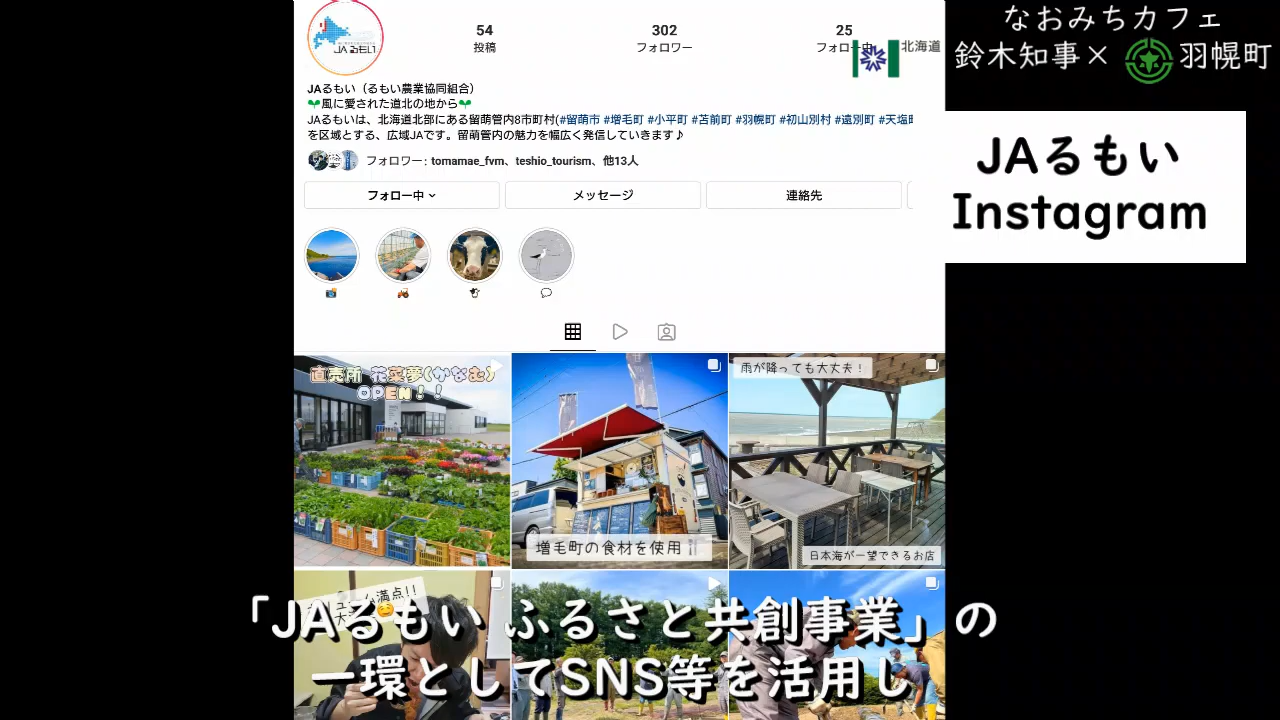 なおみちカフェ
鈴木知事× 羽幌町
北海道
JAるもい
Instagram
JAるもい
54 302 25
投稿 フォロワー フォロー中
JAるもい（るもい農業協同組合）
🌱風に愛された道北の地から🌱
JAるもいは、北海道北部にある留萌管内8市町村(#留萌市 #増毛町 #小平町 #苫前町 #羽幌町 #初山別村 #遠別町 #天塩町
を区域とする、広域JAです。留萌管内の魅力を幅広く発信していきます♪
フォロワー: tomamae_fvm、teshio_tourism、他13人
フォロー中 メッセージ 連絡先
直売所 花菜夢(かなむ)
OPEN！！
増毛町の食材を使用🍴
雨が降っても大丈夫！
日本海が一望できるお店
「JAるもい ふるさと共創事業」の
一環としてSNS等を活用し